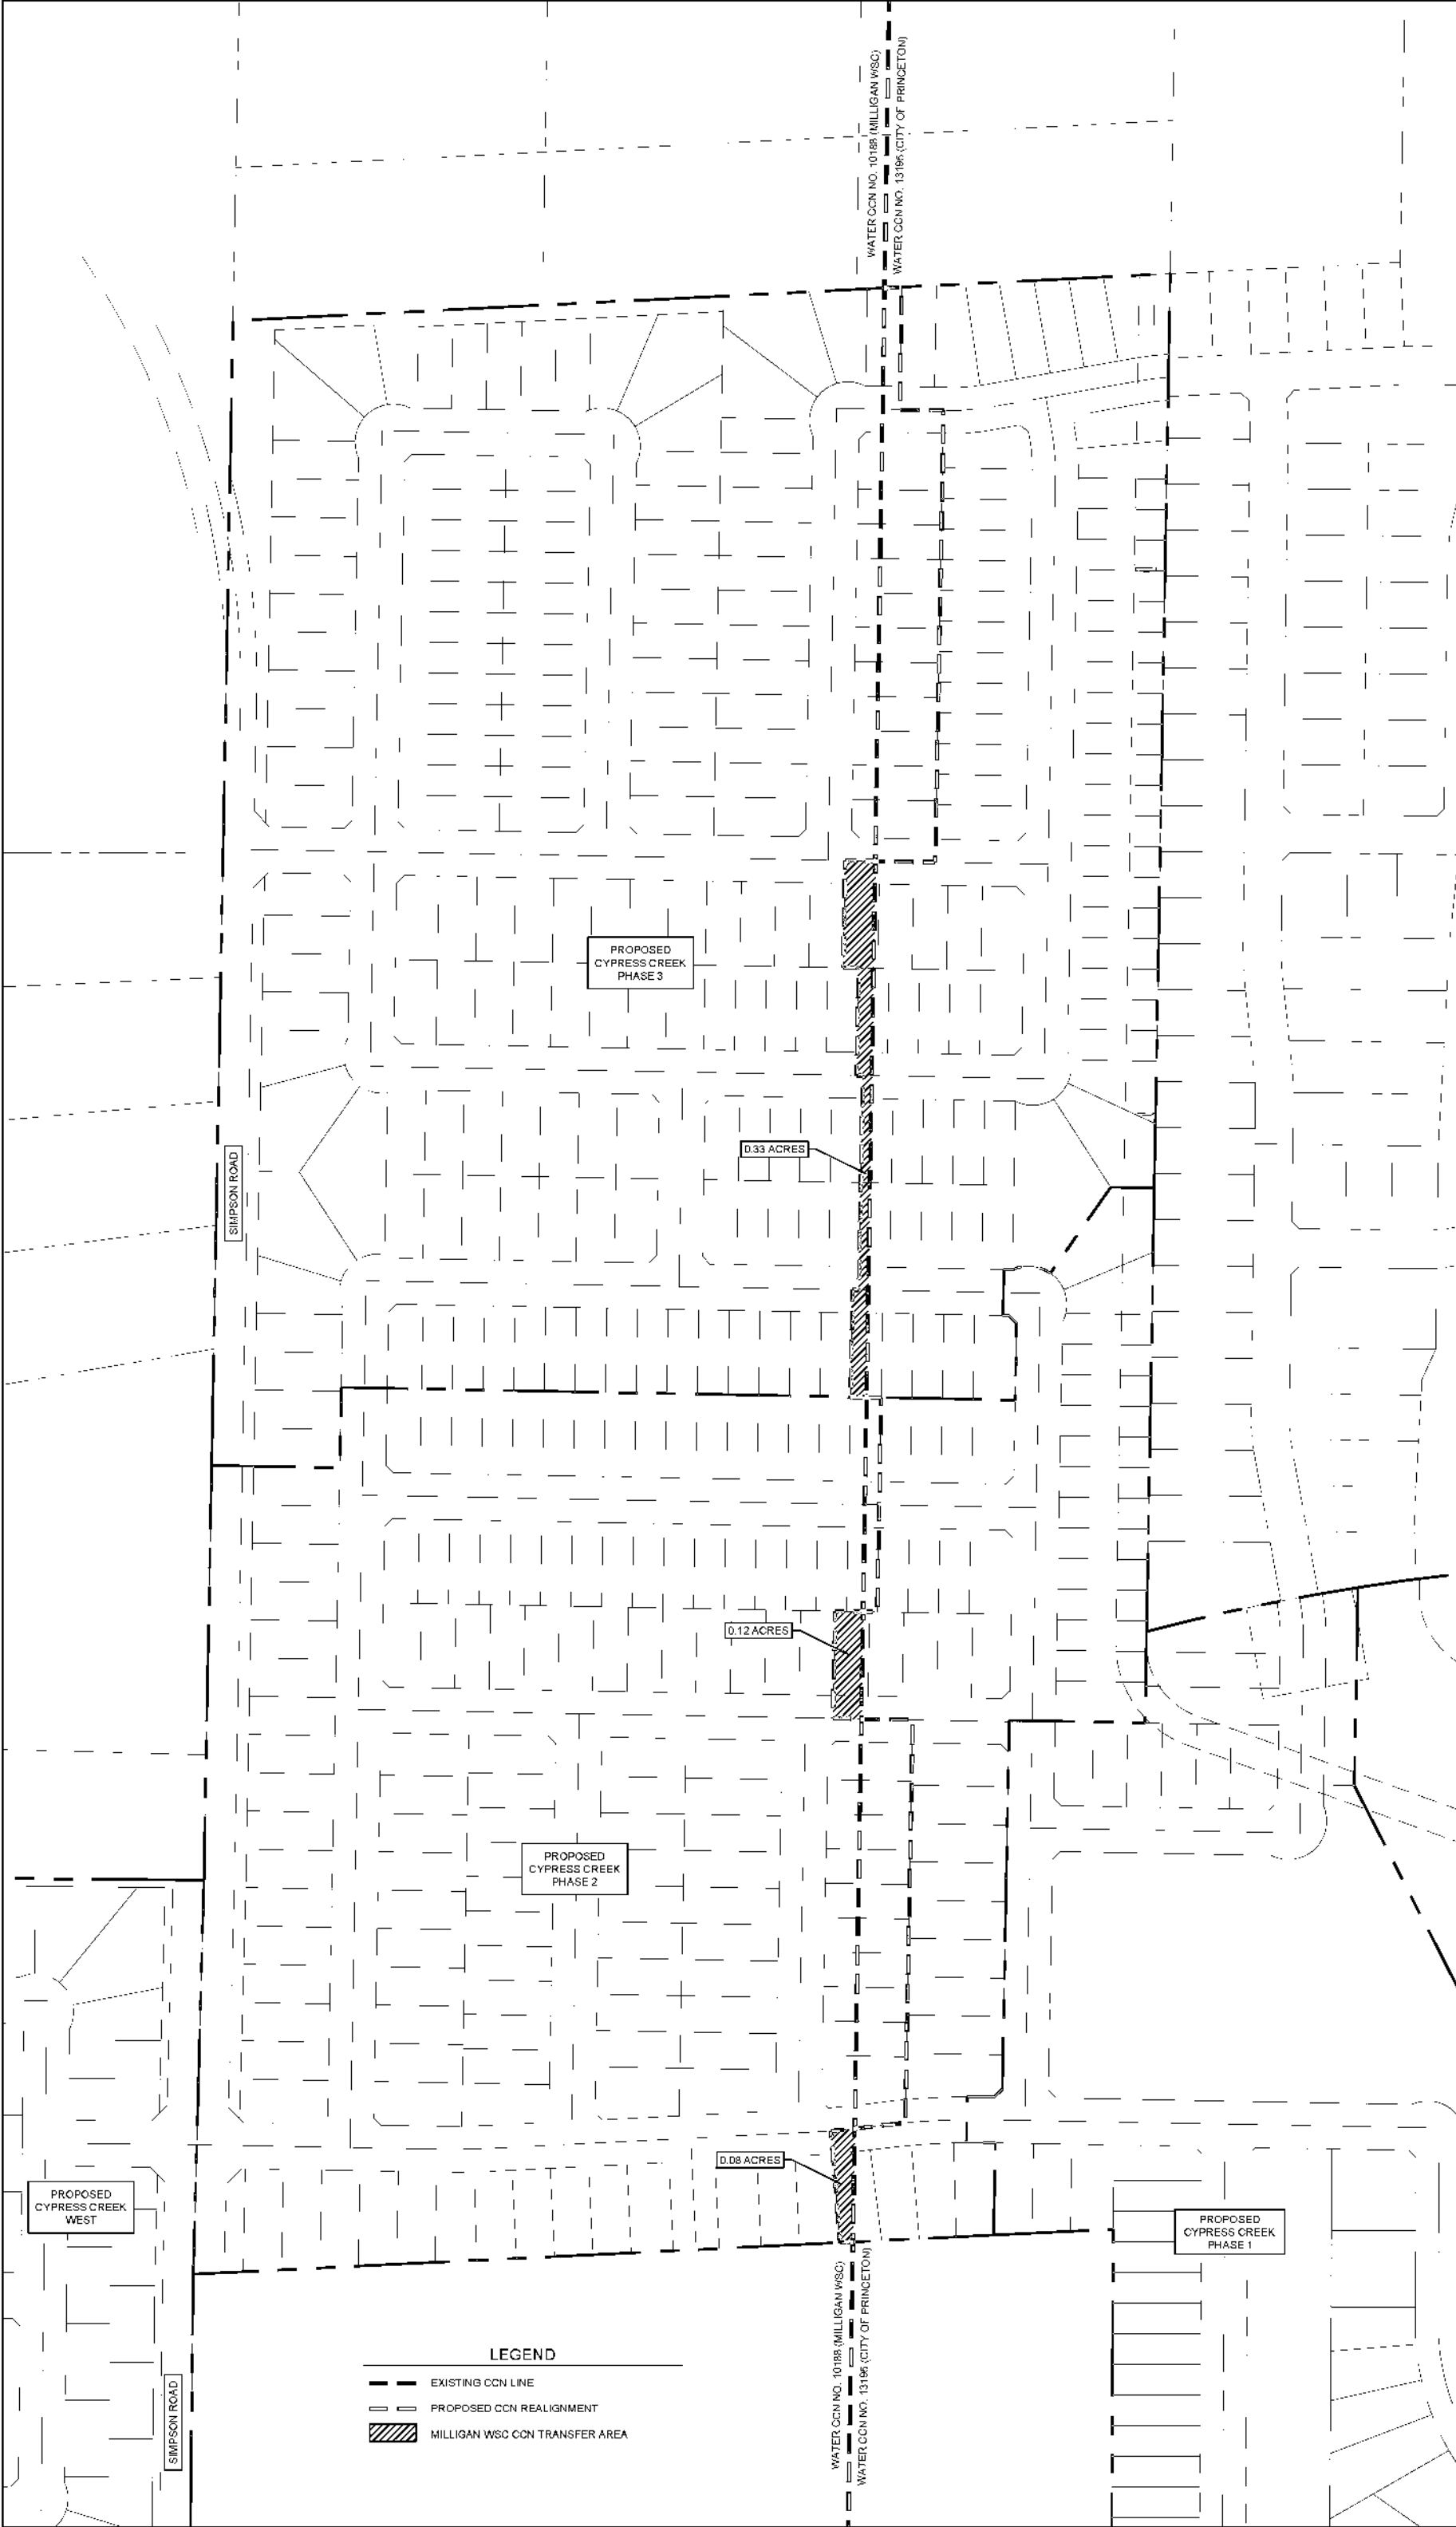 WATER CCN NO. 10188 (MILLIGAN WSC)
WATER CCN NO. 13195 (CITY OF PRINCETON)
PROPOSED
CYPRESS CREEK
PHASE 3
0.33 ACRES
SIMPSON ROAD
0.12 ACRES
PROPOSED
CYPRESS CREEK
PHASE 2
0.08 ACRES
PROPOSED
CYPRESS CREEK
WEST
PROPOSED
CYPRESS CREEK
PHASE 1
WATER CCN NO. 10188 (MILLIGAN WSC)
WATER CCN NO. 13195 (CITY OF PRINCETON)
SIMPSON ROAD
LEGEND
EXISTING CCN LINE
PROPOSED CCN REALIGNMENT
MILLIGAN WSC CCN TRANSFER AREA